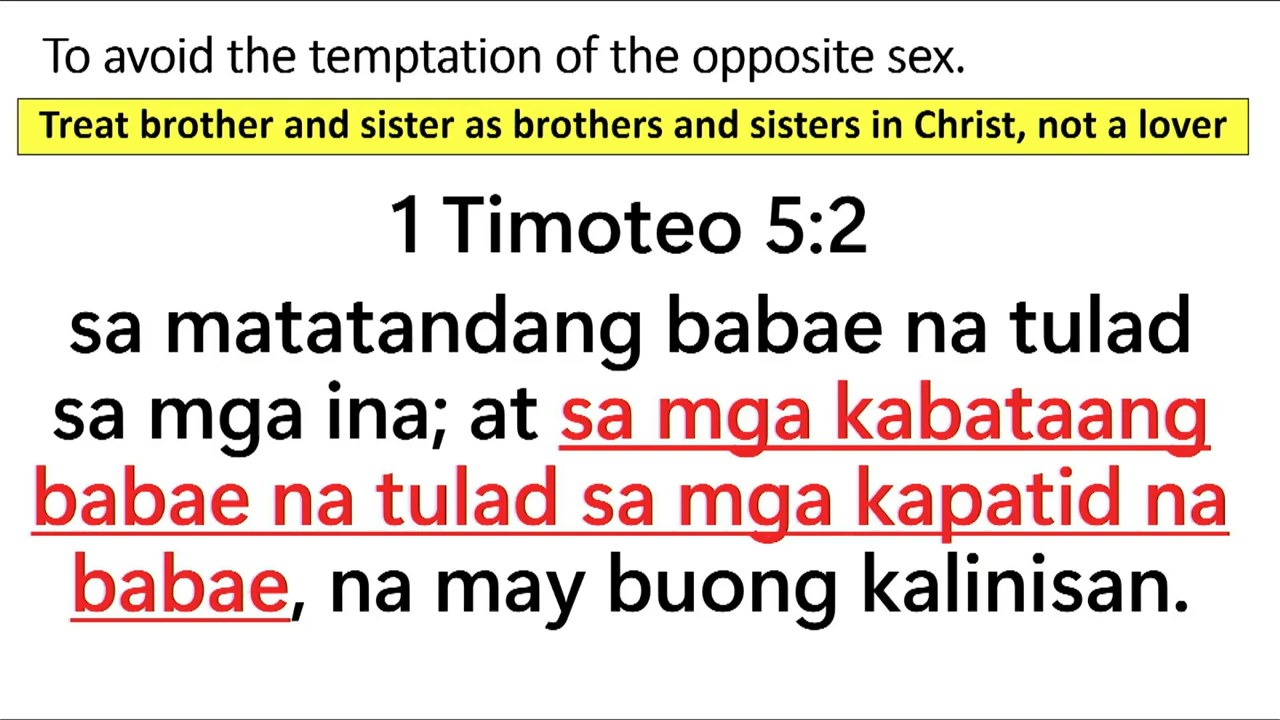 To avoid the temptation of the opposite sex.
Treat brother and sister as brothers and sisters in Christ, not a lover
1 Timoteo 5:2
sa matatandang babae na tulad
sa mga ina; at sa mga kabataang
babae na tulad sa mga kapatid na
babae, na may buong kalinisan.